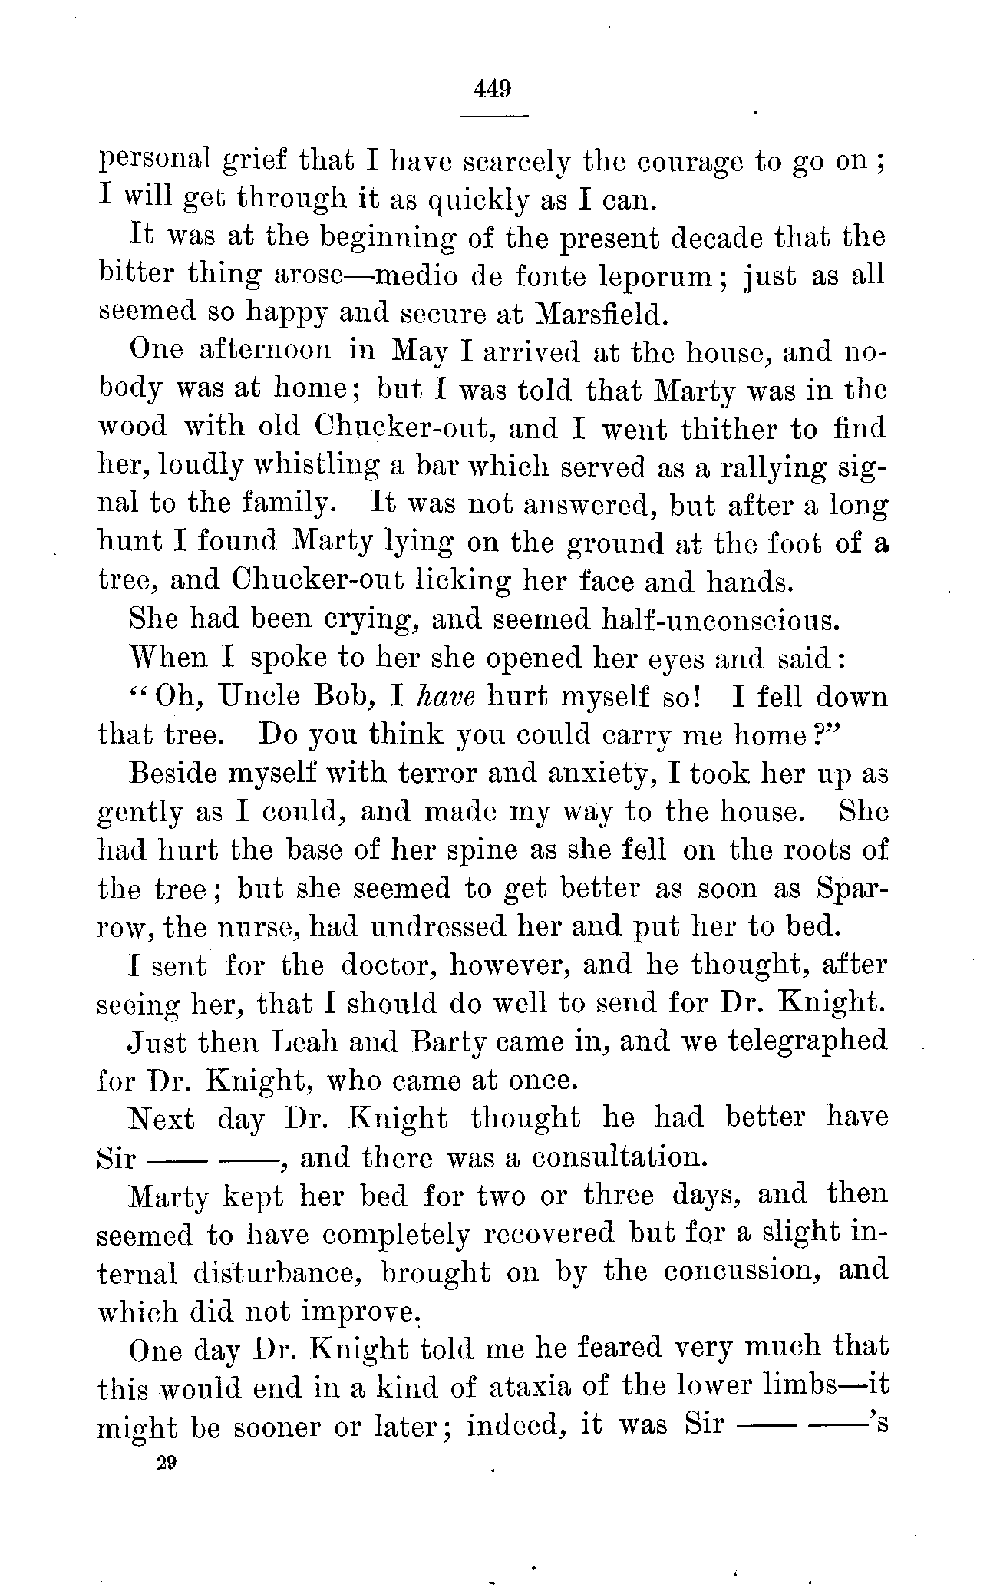 449
personal grief that I have scarcely the courage to go on ;
I will get through it as quickly as I can.
It was at the beginning of the present decade that the
bitter thing arose—medio de fonte leporum ; just as all
seemed so happy and secure at Marsfield.
One afternoon in May I arrived at the house, and no-
body was at home ; but I was told that Marty was in the
wood with old Chucker-out, and I went thither to find
her, loudly whistling a bar which served as a rallying sig-
nal to the family. It was not answered, but after a long
hunt I found Marty lying on the ground at the foot of a
tree, and Chucker-out licking her face and hands.
She had been crying, and seemed half-unconscious.
When I spoke to her she opened her eyes and said :
“ Oh, Uncle Bob, I have hurt myself so! I fell down
that tree. Do you think you could carry me home ?”
Beside myself with terror and anxiety, I took her up as
gently as I could, and made my way to the house. She
had hurt the base of her spine as she fell on the roots of
the tree ; but she seemed to get better as soon as Spar-
row, the nurse, had undressed her and put her to bed.
I sent for the doctor, however, and he thought, after
seeing her, that I should do well to send for Dr. Knight.
Just then Leah and Barty came in, and we telegraphed
for Dr. Knight, who came at once.
Next day Dr. Knight thought he had better have
Sir —— ——, and there was a consultation.
Marty kept her bed for two or three days, and then
seemed to have completely recovered but for a slight in-
ternal disturbance, brought on by the concussion, and
which did not improve.
One day Dr. Knight told me he feared very much that
this would end in a kind of ataxia of the lower limbs—it
might be sooner or later ; indeed, it was Sir —— ——’s
29